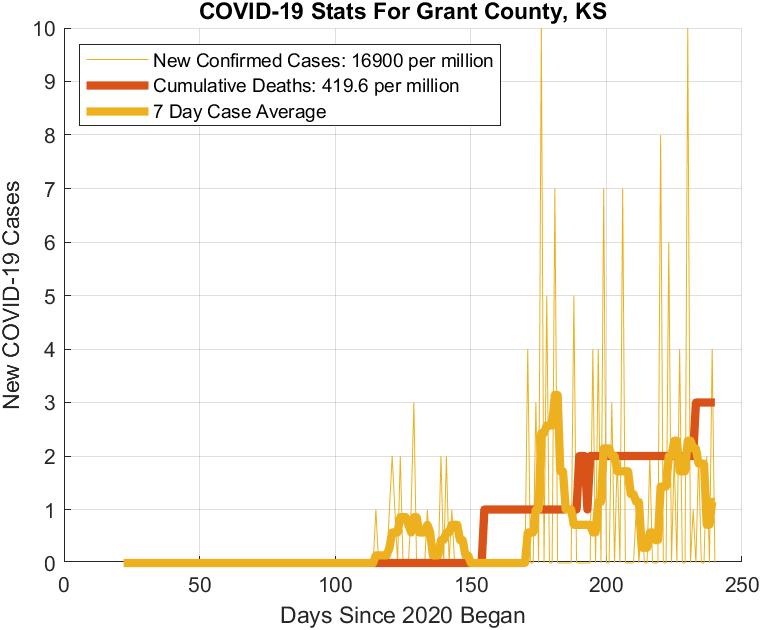 COVID-19 Stats For Grant County, KS
New Confirmed Cases: 16900 per million
Cumulative Deaths: 419.6 per million
7 Day Case Average
New COVID-19 Cases
10
9
8
7
6
5
4
3
2
1
0
0 50 100 150 200 250
Days Since 2020 Began